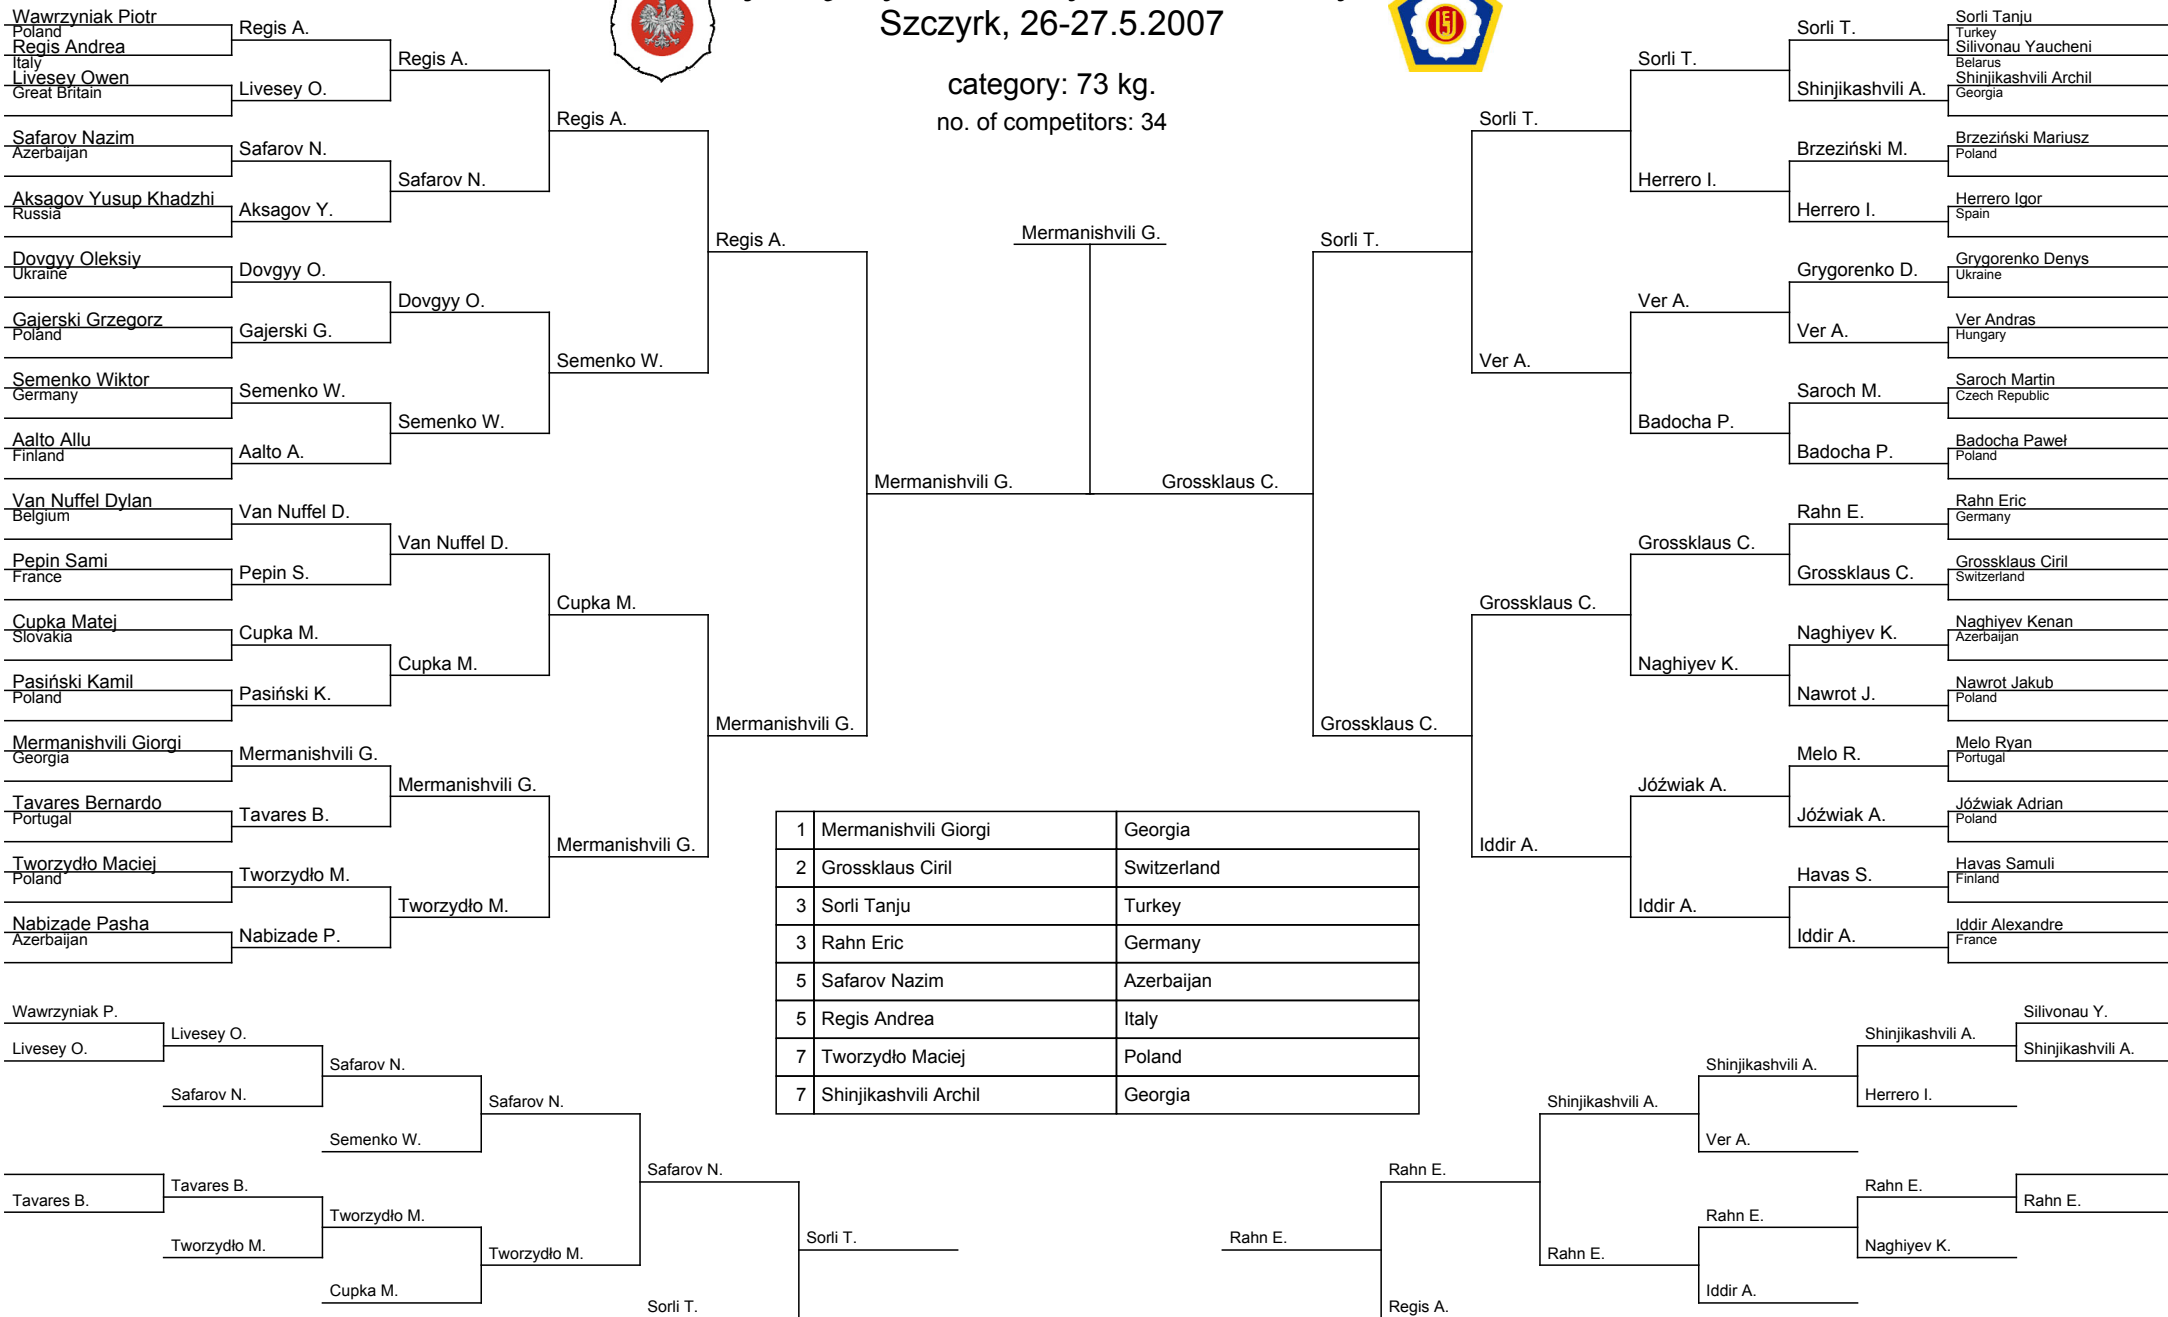 Szczyrk, 26-27.5.2007
category: 73 kg.
no. of competitors: 34
Wawrzyniak Piotr
Poland
Regis Andrea
Italy
Livesey Owen
Great Britain
Safarov Nazim
Azerbaijan
Aksagov Yusup Khadzhi
Russia
Dovgyy Oleksiy
Ukraine
Gajerski Grzegorz
Poland
Semenko Wiktor
Germany
Aalto Allu
Finland
Van Nuffel Dylan
Belgium
Pepin Sami
France
Cupka Matej
Slovakia
Pasiński Kamil
Poland
Mermanishvili Giorgi
Georgia
Tavares Bernardo
Portugal
Tworzydło Maciej
Poland
Nabizade Pasha
Azerbaijan
Regis A.
Livesey O.
Safarov N.
Aksagov Y.
Dovgyy O.
Gajerski G.
Semenko W.
Aalto A.
Van Nuffel D.
Pepin S.
Cupka M.
Pasiński K.
Mermanishvili G.
Tavares B.
Tworzydło M.
Nabizade P.
Regis A.
Safarov N.
Dovgyy O.
Semenko W.
Van Nuffel D.
Cupka M.
Mermanishvili G.
Tworzydło M.
Regis A.
Semenko W.
Cupka M.
Mermanishvili G.
Regis A.
Mermanishvili G.
Mermanishvili G.
Mermanishvili G.
Grossklaus C.
Sorli T.
Grossklaus C.
Sorli T.
Ver A.
Grossklaus C.
Iddir A.
Sorli T.
Herrero I.
Ver A.
Badocha P.
Grossklaus C.
Naghiyev K.
Jóźwiak A.
Iddir A.
Sorli T.
Shinjikashvili A.
Brzeziński M.
Herrero I.
Grygorenko D.
Ver A.
Saroch M.
Badocha P.
Rahn E.
Grossklaus C.
Naghiyev K.
Nawrot J.
Melo R.
Jóźwiak A.
Havas S.
Iddir A.
Sorli Tanju
Turkey
Silivonau Yaucheni
Belarus
Shinjikashvili Archil
Georgia
Brzeziński Mariusz
Poland
Herrero Igor
Spain
Grygorenko Denys
Ukraine
Ver Andras
Hungary
Saroch Martin
Czech Republic
Badocha Paweł
Poland
Rahn Eric
Germany
Grossklaus Ciril
Switzerland
Naghiyev Kenan
Azerbaijan
Nawrot Jakub
Poland
Melo Ryan
Portugal
Jóźwiak Adrian
Poland
Havas Samuli
Finland
Iddir Alexandre
France
1 Mermanishvili Giorgi Georgia
2 Grossklaus Ciril Switzerland
3 Sorli Tanju Turkey
3 Rahn Eric Germany
5 Safarov Nazim Azerbaijan
5 Regis Andrea Italy
7 Tworzydło Maciej Poland
7 Shinjikashvili Archil Georgia
Wawrzyniak P.
Livesey O.
Tavares B.
Livesey O.
Safarov N.
Tavares B.
Tworzydło M.
Safarov N.
Semenko W.
Tworzydło M.
Cupka M.
Safarov N.
Tworzydło M.
Safarov N.
Sorli T.
Sorli T.
Rahn E.
Rahn E.
Regis A.
Shinjikashvili A.
Rahn E.
Shinjikashvili A.
Ver A.
Rahn E.
Iddir A.
Shinjikashvili A.
Herrero I.
Rahn E.
Naghiyev K.
Silivonau Y.
Shinjikashvili A.
Rahn E.